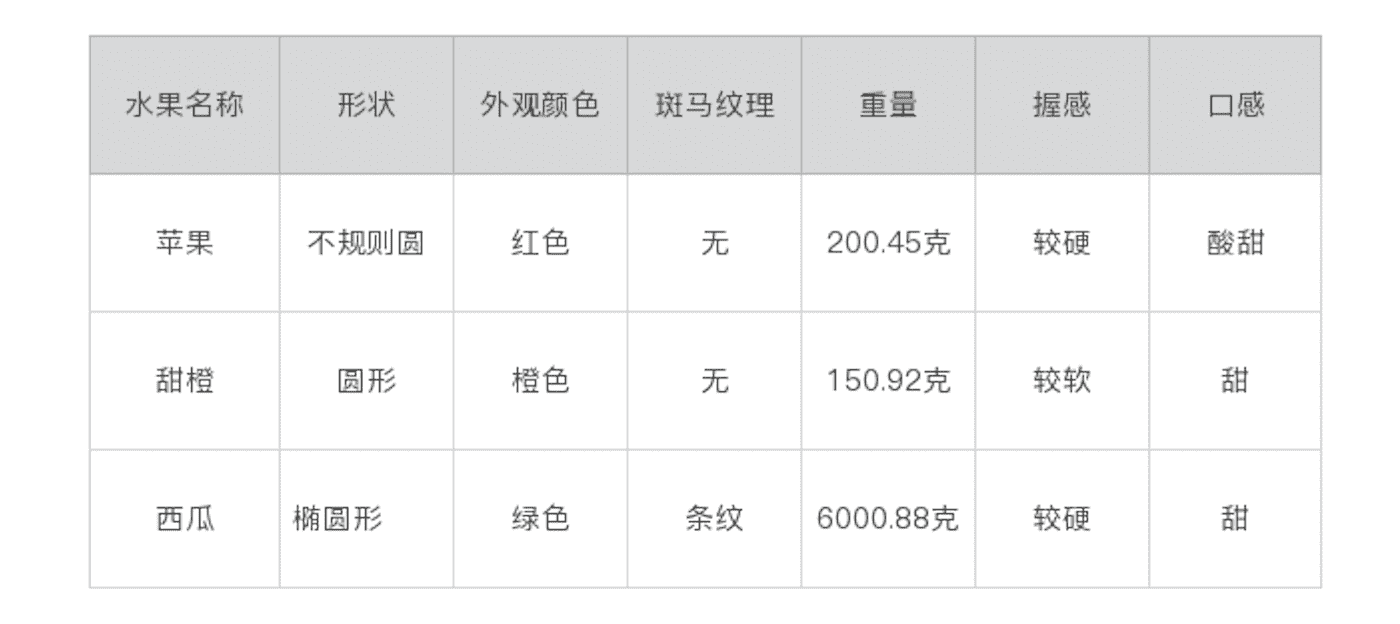 水果名称 形状 外观颜色 斑马纹理 重量 握感 口感
苹果 不规则圆 红色 无 200.45克 较硬 酸甜
甜橙 圆形 橙色 无 150.92克 较软 甜
西瓜 椭圆形 绿色 条纹 6000.88克 较硬 甜